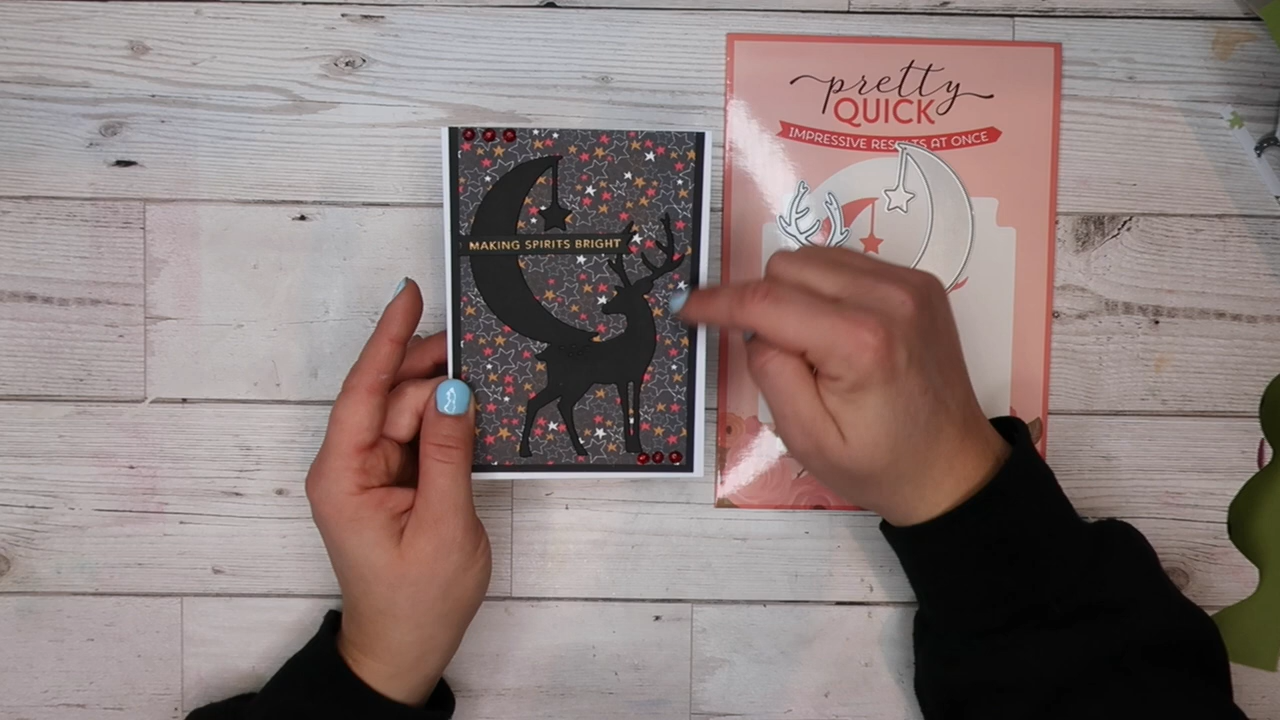 MAKING SPIRITS BRIGHT
pretty
QUICK
IMPRESSIVE RESULTS AT ONCE